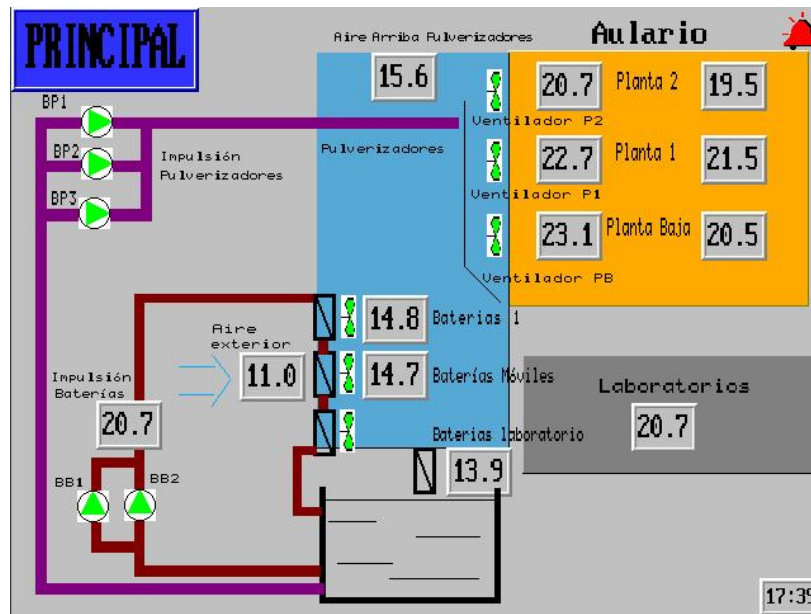 PRINCIPAL
Aire Arriba Pulverizadores
Aulario
15.6
20.7 Planta 2 19.5
BP1
Ventilador P2
BP2
Impulsión
Pulverizadores
Pulverizadores
22.7 Planta 1 21.5
BP3
Ventilador P1
23.1 Planta Baja 20.5
Ventilador PB
14.8 Baterias 1
Aire
exterior
11.0
14.7 Baterías Móviles
Impulsión
Baterías
20.7
Laboratorios
20.7
Baterias laboratorio
13.9
BB1
BB2